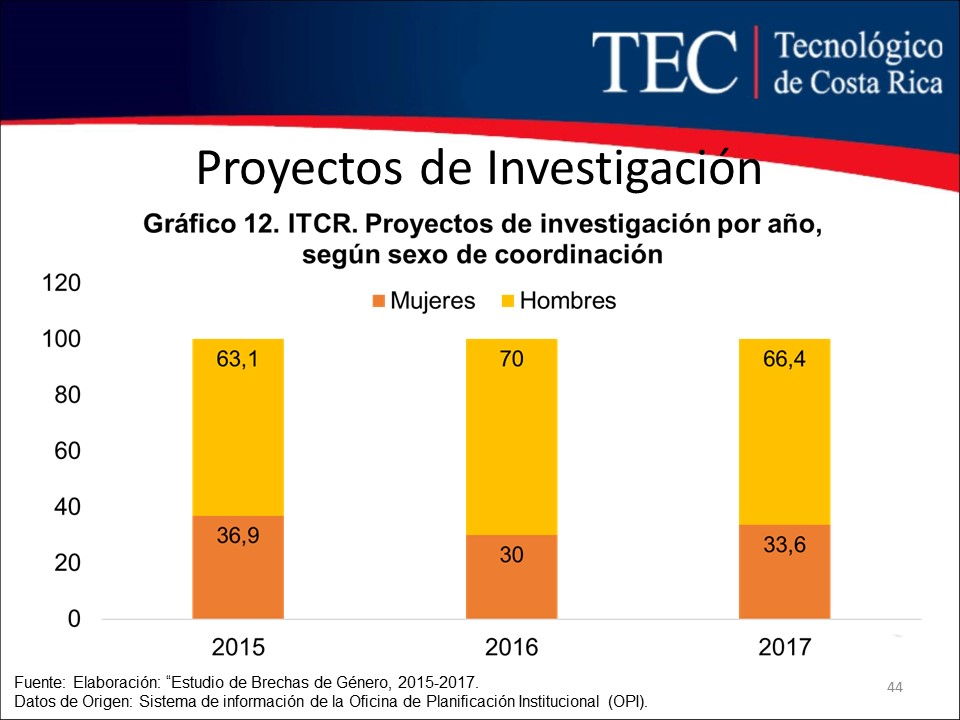 TEC
Tecnológico
de Costa Rica
Proyectos de Investigación
Gráfico 12. ITCR. Proyectos de investigación por año,
según sexo de coordinación
Mujeres Hombres
120
100
80
60
40
20
0
63,1 70 66,4
36,9 30 33,6
2015 2016 2017
Fuente: Elaboración: “Estudio de Brechas de Género, 2015-2017.
Datos de Origen: Sistema de información de la Oficina de Planificación Institucional (OPI).
44